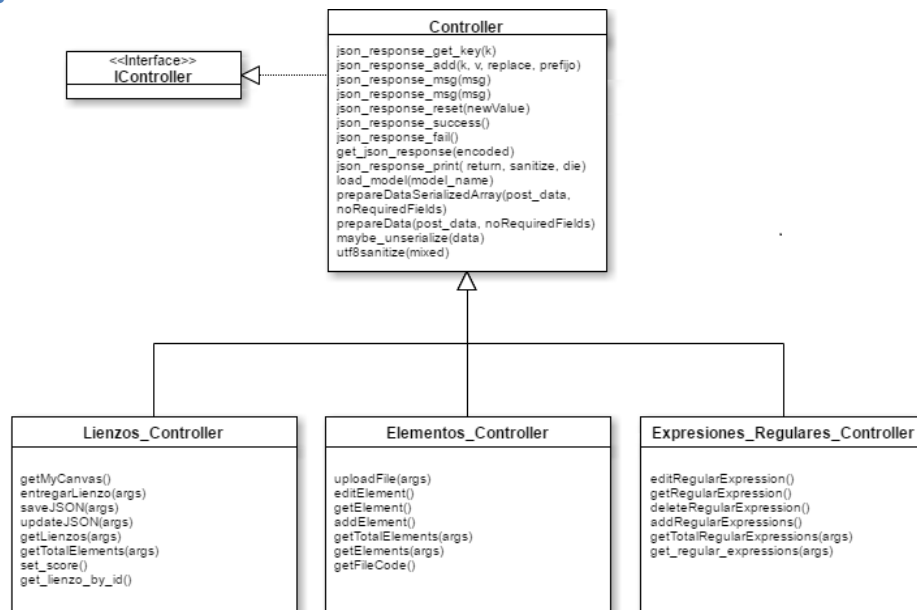 Controller
json_response_get_key(k)
json_response_add(k, v, replace, prefijo)
json_response_msg(msg)
json_response_msg(msg)
json_response_reset(newValue)
json_response_success()
json_response_fail()
get_json_response(encoded)
json_response_print( return, sanitize, die)
load_model(model_name)
prepareDataSerializedArray(post_data,
noRequiredFields)
prepareData(post_data, noRequiredFields)
maybe_unserialize(data)
utf8sanitize(mixed)
<<Interface>>
IController
Lienzos_Controller
getMyCanvas()
entregarLienzo(args)
saveJSON(args)
updateJSON(args)
getLienzos(args)
getTotalElements(args)
set_score()
get_lienzo_by_id()
Elementos_Controller
uploadFile(args)
editElement()
getElement()
addElement()
getTotalElements(args)
getElements(args)
getFileCode()
Expresiones_Regulares_Controller
editRegularExpression()
getRegularExpression()
deleteRegularExpression()
addRegularExpressions()
getTotalRegularExpressions(args)
get_regular_expressions(args)